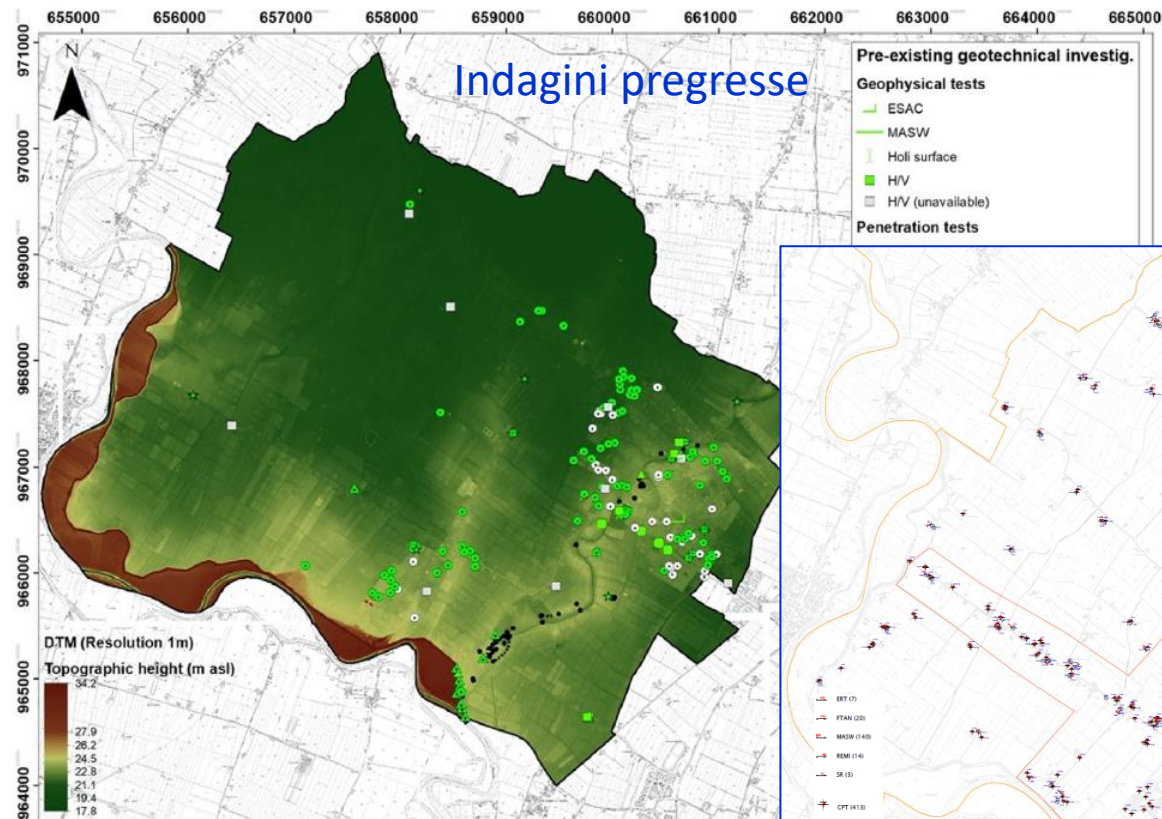 655000 656000 657000 658000 659000 660000 661000 662000 663000 664000 665000
971000
970000
969000
968000
967000
966000
965000
964000
N
Indagini pregresse
Pre-existing geotechnical investig.
Geophysical tests
ESAC
MASW
Holi surface
H/V
H/V (unavailable)
Penetration tests
DTM (Resolution 1m)
Topographic height (m asl)
34.2
27.9
26.2
24.5
22.8
21.1
19.4
17.8
ERT (7)
FTAN (20)
MASW (140)
REMI (14)
SR (3)
CPT (413)